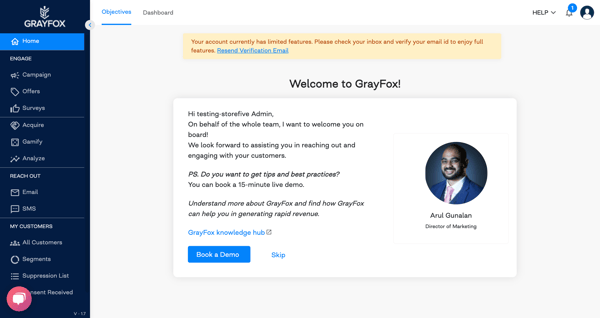 GRAYFOX
Home
ENGAGE
Campaign
Offers
Surveys
Acquire
Gamify
Analyze
REACH OUT
Email
SMS
MY CUSTOMERS
All Customers
Segments
Suppression List
nsent Received
V - 17
Objectives
Dashboard
HELP
1
Your account currently has limited features. Please check your inbox and verify your email id to enjoy full
features. Resend Verification Email
Welcome to GrayFox!
Hi testing-storefive Admin,
On behalf of the whole team, I want to welcome you on
board!
We look forward to assisting you in reaching out and
engaging with your customers.
PS. Do you want to get tips and best practices?
You can book a 15-minute live demo.
Understand more about GrayFox and find how GrayFox
can help you in generating rapid revenue.
GrayFox knowledge hub
Book a Demo
Skip
Arul Gunalan
Director of Marketing